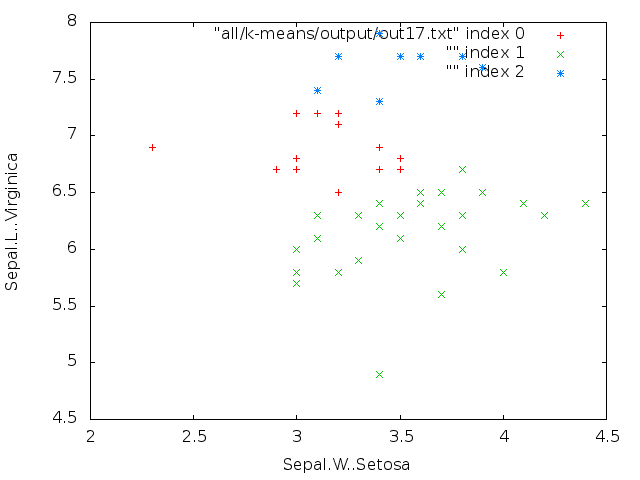 "all/k-means/output/out17.txt" index 0
"" index 1
"" index 2
8
7.5
7
6.5
6
5.5
5
4.5
Sepal.L..Virginica
2
2.5
3
3.5
4
4.5
Sepal.W..Setosa